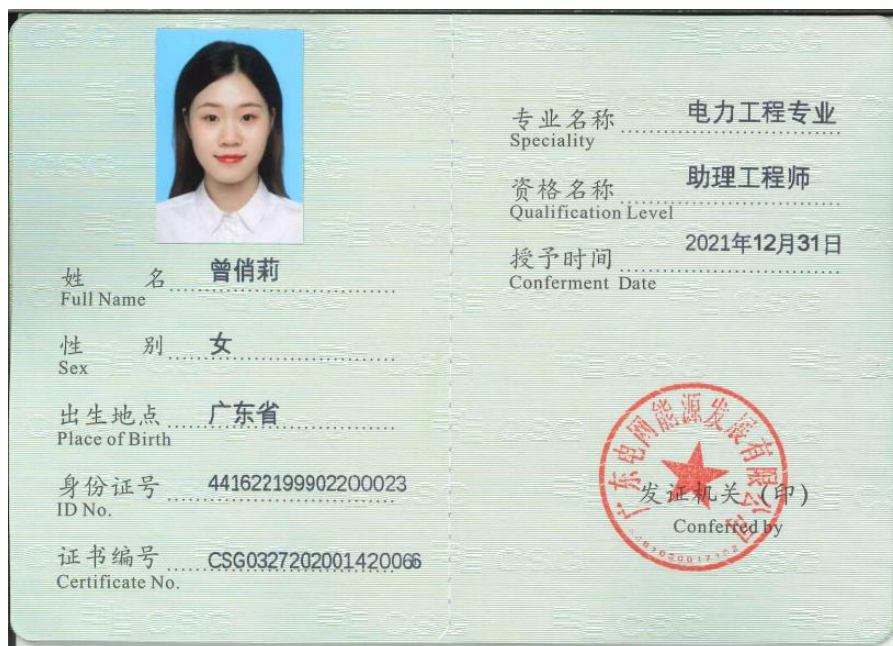 姓名 曾俏莉
Full Name
性别 女
Sex
出生地点 广东省
Place of Birth
身份证号 441622199902200023
ID No.
证书编号 CSG0327202001420066
Certificate No.
专业名称 电力工程专业
Speciality
资格名称 助理工程师
Qualification Level
授予时间 2021年12月31日
Conferment Date
广东电网能源发展有限公司
发证机关(印)
Conferred by
CSG